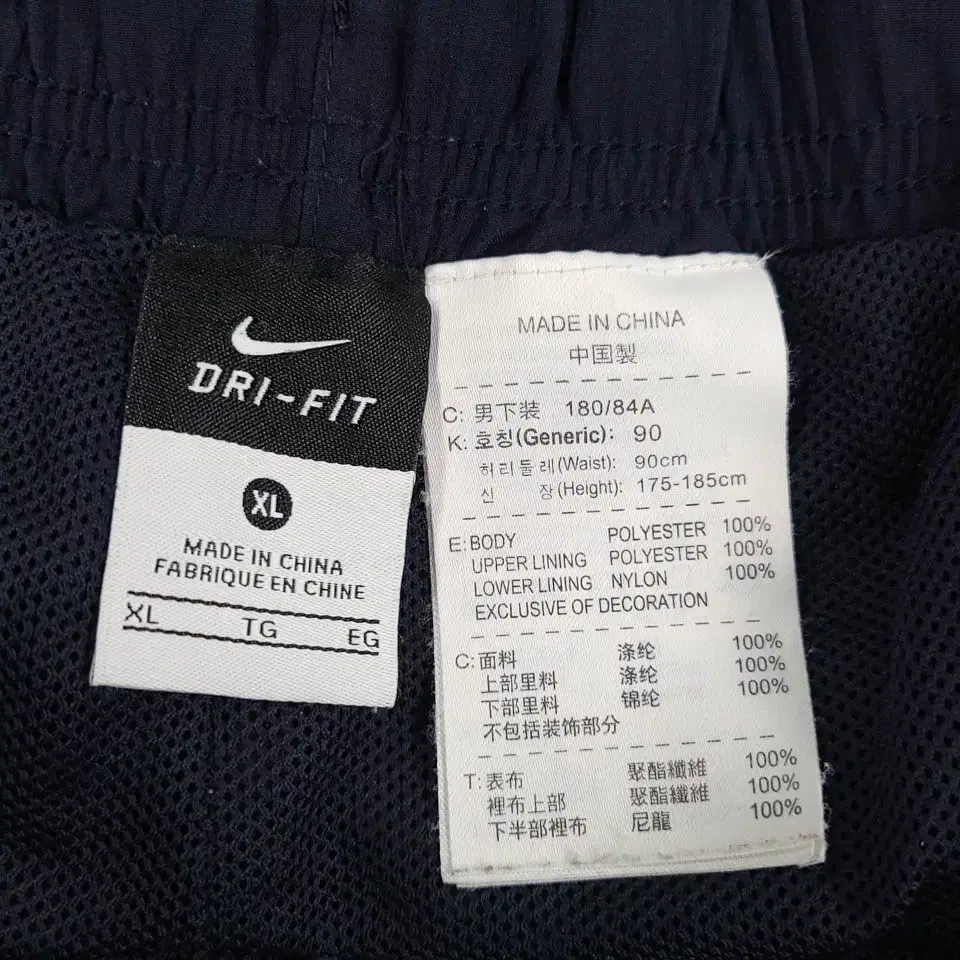 DRI-FIT
XL
MADE IN CHINA
FABRIQUE EN CHINE
XL TG EG
MADE IN CHINA
中国製
C: 男下装 180/84A
K: 호칭(Generic): 90
허리둘레(Waist): 90cm
신 장(Height): 175-185cm
E: BODY POLYESTER 100%
UPPER LINING POLYESTER 100%
LOWER LINING NYLON 100%
EXCLUSIVE OF DECORATION
C: 面料 涤纶 100%
上部里料 涤纶 100%
下部里料 锦纶 100%
不包括装饰部分
T: 表布 聚酯纖維 100%
裡布上部 聚酯纖維 100%
下半部裡布 尼龍 100%